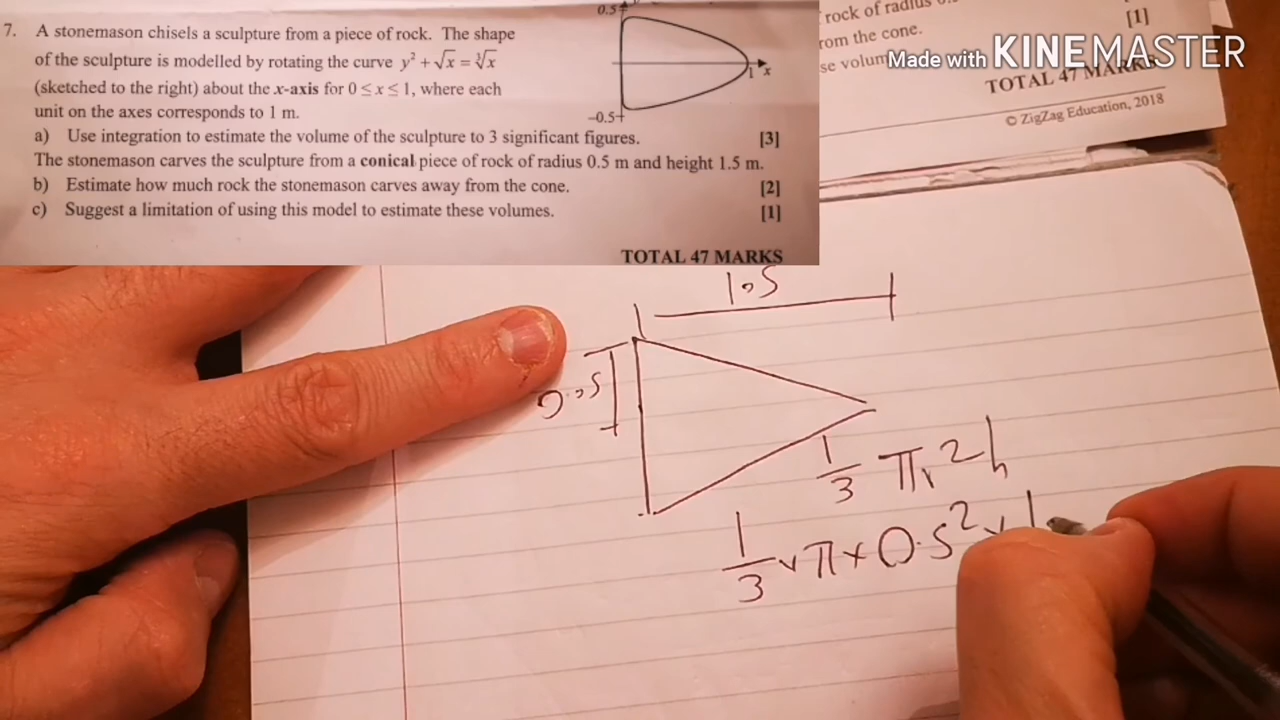 7. A stonemason chisels a sculpture from a piece of rock. The shape
of the sculpture is modelled by rotating the curve y² + √x = ∛x
(sketched to the right) about the x-axis for 0 ≤ x ≤ 1, where each
unit on the axes corresponds to 1 m.
0.5
1 x
−0.5
a) Use integration to estimate the volume of the sculpture to 3 significant figures. [3]
The stonemason carves the sculpture from a conical piece of rock of radius 0.5 m and height 1.5 m.
b) Estimate how much rock the stonemason carves away from the cone. [2]
c) Suggest a limitation of using this model to estimate these volumes. [1]
TOTAL 47 MARKS
rock of radius
rom the cone.
[1]
se volum
Made with KINEMASTER
TOTAL 47 MARKS
© ZigZag Education, 2018
1.5
0.5
1/3 πr²h
1/3 × π × 0.5² × 1